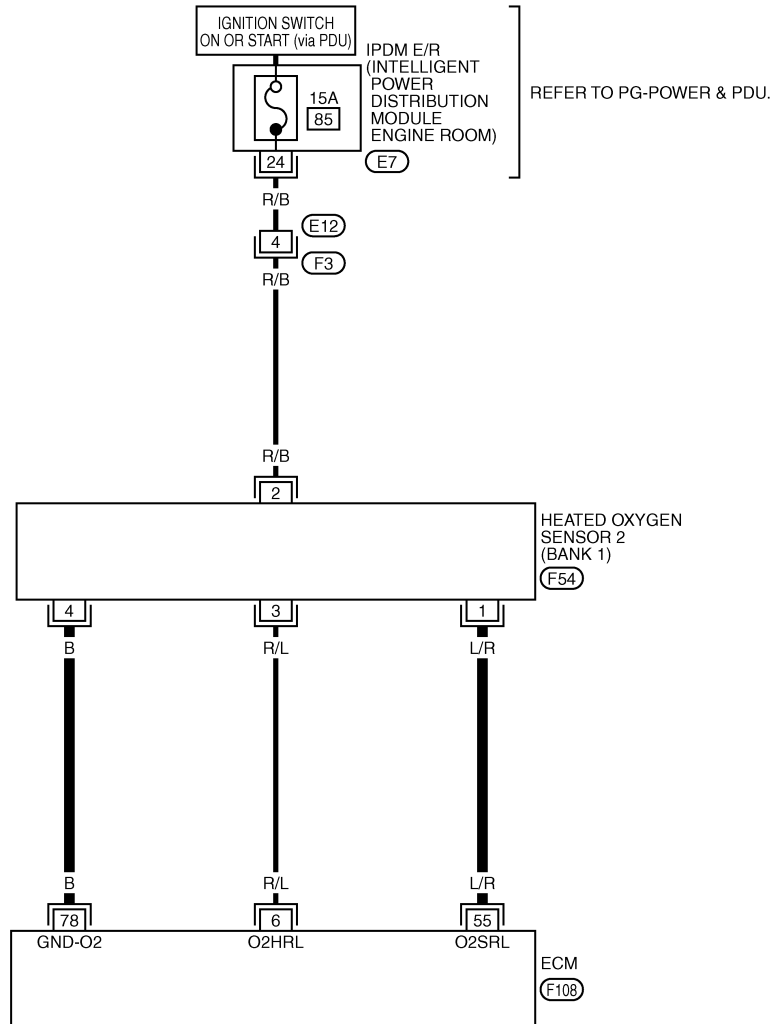 IGNITION SWITCH
ON OR START (via PDU)
IPDM E/R
(INTELLIGENT
POWER
DISTRIBUTION
MODULE
ENGINE ROOM)
REFER TO PG-POWER & PDU.
15A
85
24
E7
R/B
E12
4
F3
R/B
R/B
2
HEATED OXYGEN
SENSOR 2
(BANK 1)
F54
4
3
1
B
R/L
L/R
B
R/L
L/R
78
6
55
GND-O2
O2HRL
O2SRL
ECM
F108